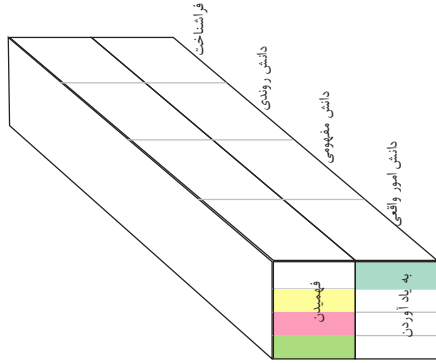 فراشناخت
دانش روندی
دانش مفهومی
دانش امور واقعی
فهمیدن
به یاد آوردن